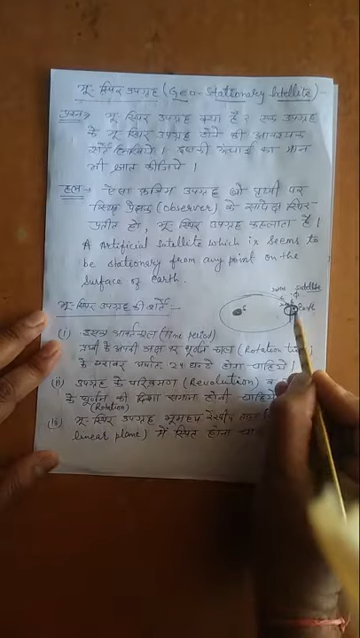 भू-स्थिर उपग्रह (Geo-Stationary Satellite)
प्रश्न→ भू स्थिर उपग्रह क्या है? एक उपग्रह
के भू स्थिर उपग्रह होने की आवश्यक
शर्तें लिखिये। इसकी ऊंचाई का मान
भी ज्ञात कीजिये।
हल→ ऐसा कृत्रिम उपग्रह जो पृथ्वी पर
स्थित प्रेक्षक (observer) के सापेक्ष स्थिर
प्रतीत हो, भू स्थिर उपग्रह कहलाता है।
A Artificial satellite which is seems to
be stationary from any point on the
surface of earth.
भू-स्थिर उपग्रह की शर्तें :-
Satellite
Earth
(i) इसका आवर्तकाल (Time period)
पृथ्वी के अपनी अक्ष पर घूर्णन काल (Rotation time)
के बराबर अर्थात 24 घण्टे होना चाहिये।
(ii) उपग्रह के परिक्रमण (Revolution)
के घूर्णन की दिशा समान होनी चाहिये
(Rotation)
भू-स्थिर उपग्रह भूमध्य रेखीय
linear plane) में स्थित होना